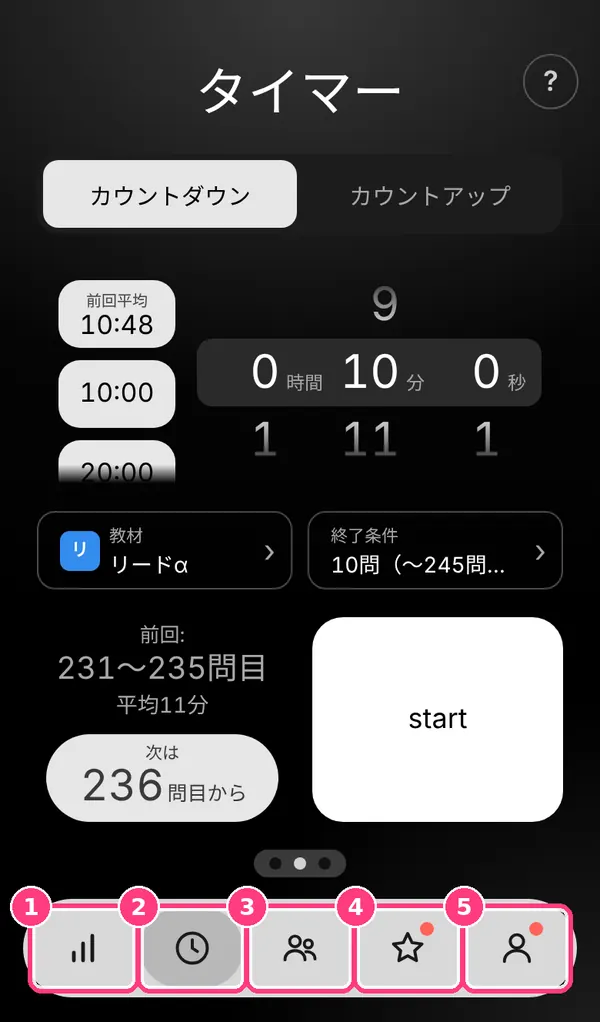 タイマー
?
カウントダウン
カウントアップ
前回平均
10:48
10:00
20:00
9
0 時間 10 分 0 秒
1 11 1
リ
教材
リードα
終了条件
10問（〜245問...
前回:
231〜235問目
平均11分
次は
236問目から
start
1 2 3 4 5